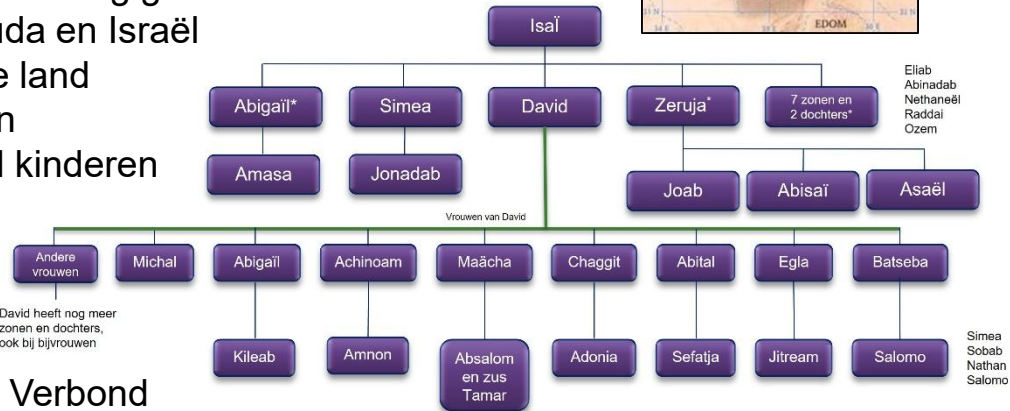 uda en Israël
e land
n
l kinderen
Verbond
EDOM
Isaï
Abigaïl*
Simea
David
Zeruja*
7 zonen en
2 dochters*
Eliab
Abinadab
Nethaneël
Raddai
Ozem
Amasa
Jonadab
Joab
Abisaï
Asaël
Vrouwen van David
Andere
vrouwen
Michal
Abigaïl
Achinoam
Maächa
Chaggit
Abital
Egla
Batseba
David heeft nog meer
zonen en dochters,
ook bij bijvrouwen
Kileab
Amnon
Absalom
en zus
Tamar
Adonia
Sefatja
Jitream
Salomo
Simea
Sobab
Nathan
Salomo